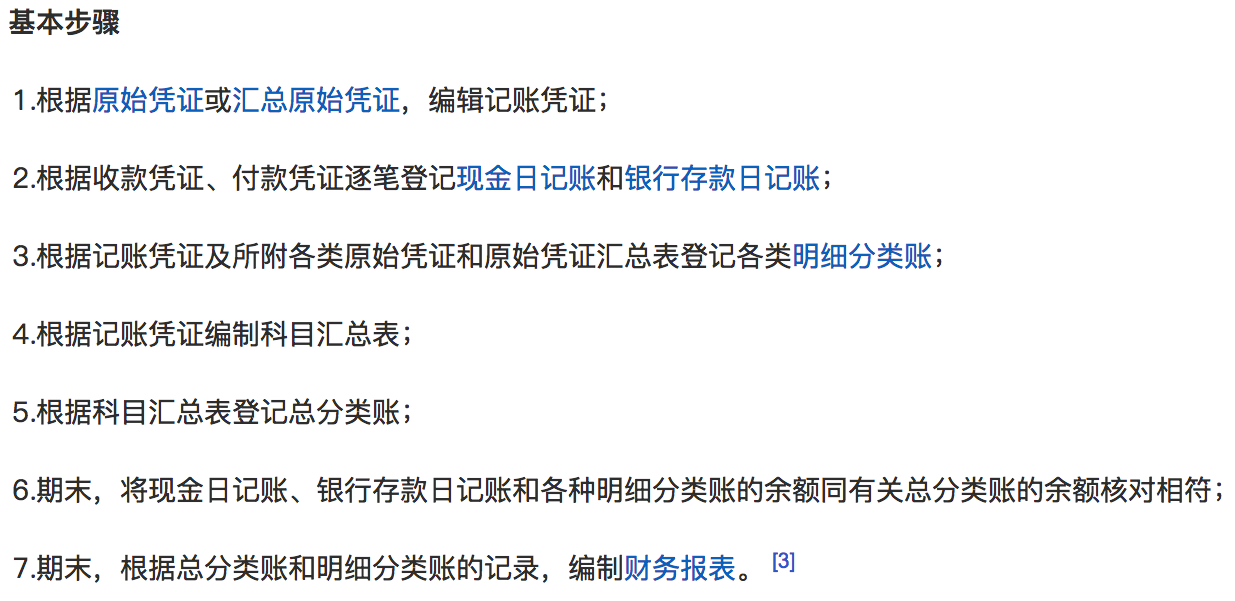 基本步骤
1.根据原始凭证或汇总原始凭证，编辑记账凭证；
2.根据收款凭证、付款凭证逐笔登记现金日记账和银行存款日记账；
3.根据记账凭证及所附各类原始凭证和原始凭证汇总表登记各类明细分类账；
4.根据记账凭证编制科目汇总表；
5.根据科目汇总表登记总分类账；
6.期末，将现金日记账、银行存款日记账和各种明细分类账的余额同有关总分类账的余额核对相符；
7.期末，根据总分类账和明细分类账的记录，编制财务报表。[3]